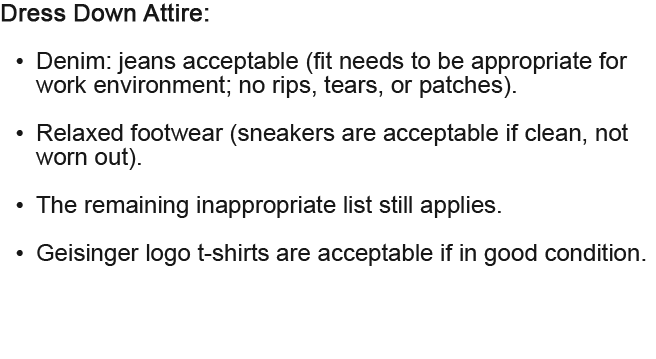 Dress Down Attire:
• Denim: jeans acceptable (fit needs to be appropriate for
work environment; no rips, tears, or patches).
• Relaxed footwear (sneakers are acceptable if clean, not
worn out).
• The remaining inappropriate list still applies.
• Geisinger logo t-shirts are acceptable if in good condition.